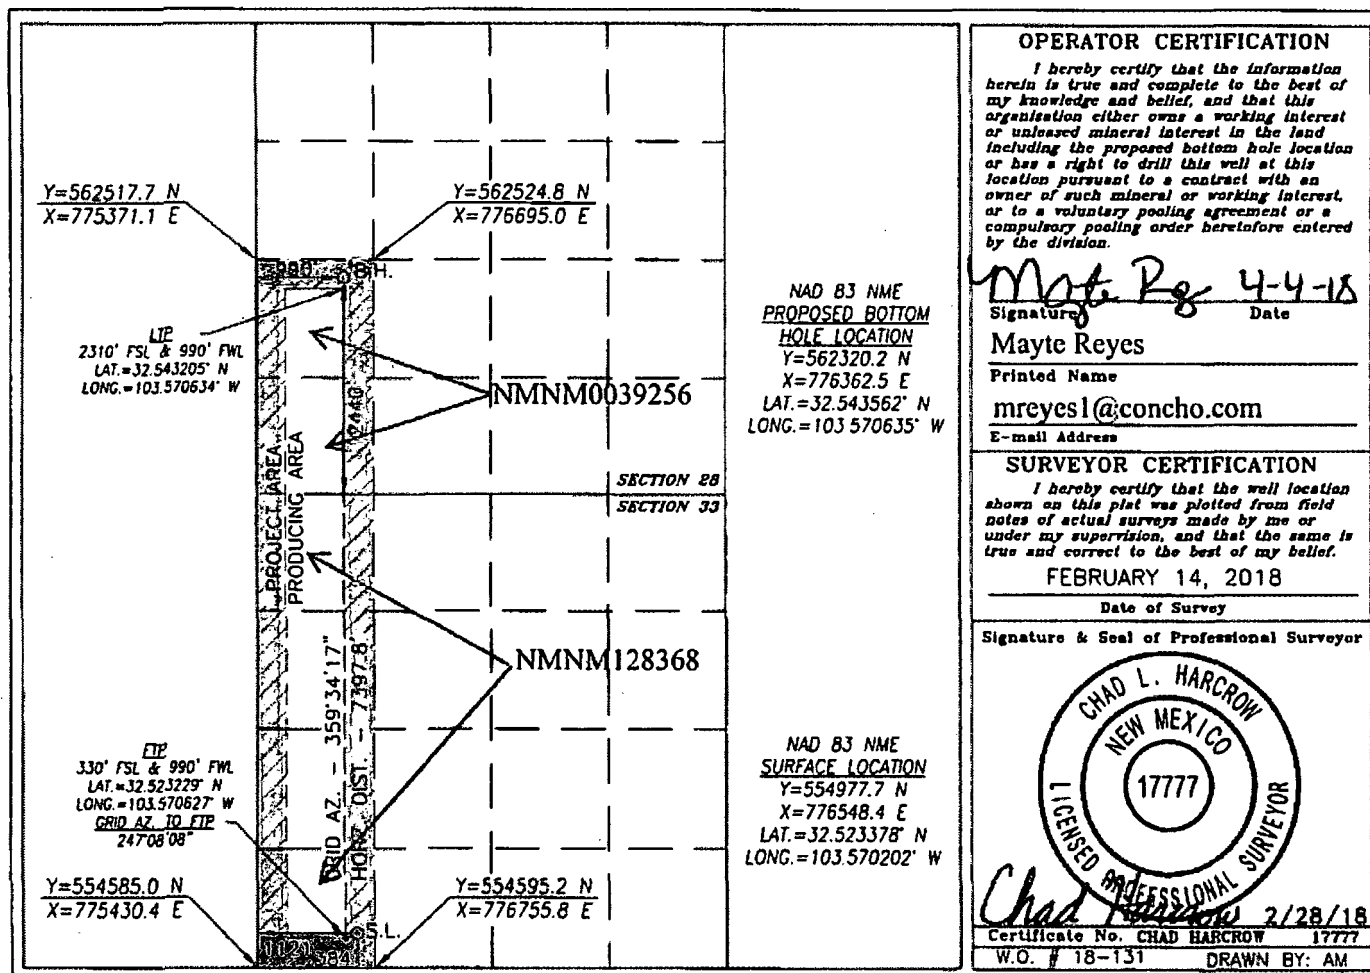 Y=562517.7 N
X=775371.1 E
Y=562524.8 N
X=776695.0 E
990
B.H.
LTP
2310' FSL & 990' FWL
LAT.=32.543205° N
LONG.=103.570634° W
NMNM0039256
2440
PROJECT AREA
PRODUCING AREA
SECTION 28
SECTION 33
NMNM128368
GRID AZ. - 359°34'17"
HORZ. DIST. - 7397.8'
FTP
330' FSL & 990' FWL
LAT.=32.523229° N
LONG.=103.570627° W
GRID AZ. TO FTP
247°08'08"
Y=554585.0 N
X=775430.4 E
Y=554595.2 N
X=776755.8 E
S.L.
NAD 83 NME
PROPOSED BOTTOM
HOLE LOCATION
Y=562320.2 N
X=776362.5 E
LAT.=32.543562° N
LONG.=103.570635° W
NAD 83 NME
SURFACE LOCATION
Y=554977.7 N
X=776548.4 E
LAT.=32.523378° N
LONG.=103.570202° W
OPERATOR CERTIFICATION
I hereby certify that the information
herein is true and complete to the best of
my knowledge and belief, and that this
organisation either owns a working interest
or unleased mineral interest in the land
including the proposed bottom hole location
or has a right to drill this well at this
location pursuant to a contract with an
owner of such mineral or working interest,
or to a voluntary pooling agreement or a
compulsory pooling order heretofore entered
by the division.
4-4-18
Signature Date
Mayte Reyes
Printed Name
mreyes1@concho.com
E-mail Address
SURVEYOR CERTIFICATION
I hereby certify that the well location
shown on this plat was plotted from field
notes of actual surveys made by me or
under my supervision, and that the same is
true and correct to the best of my belief.
FEBRUARY 14, 2018
Date of Survey
Signature & Seal of Professional Surveyor
CHAD L. HARCROW
NEW MEXICO
17777
LICENSED PROFESSIONAL SURVEYOR
Chad Harcrow 2/28/18
Certificate No. CHAD HARCROW 17777
W.O. # 18-131 DRAWN BY: AM